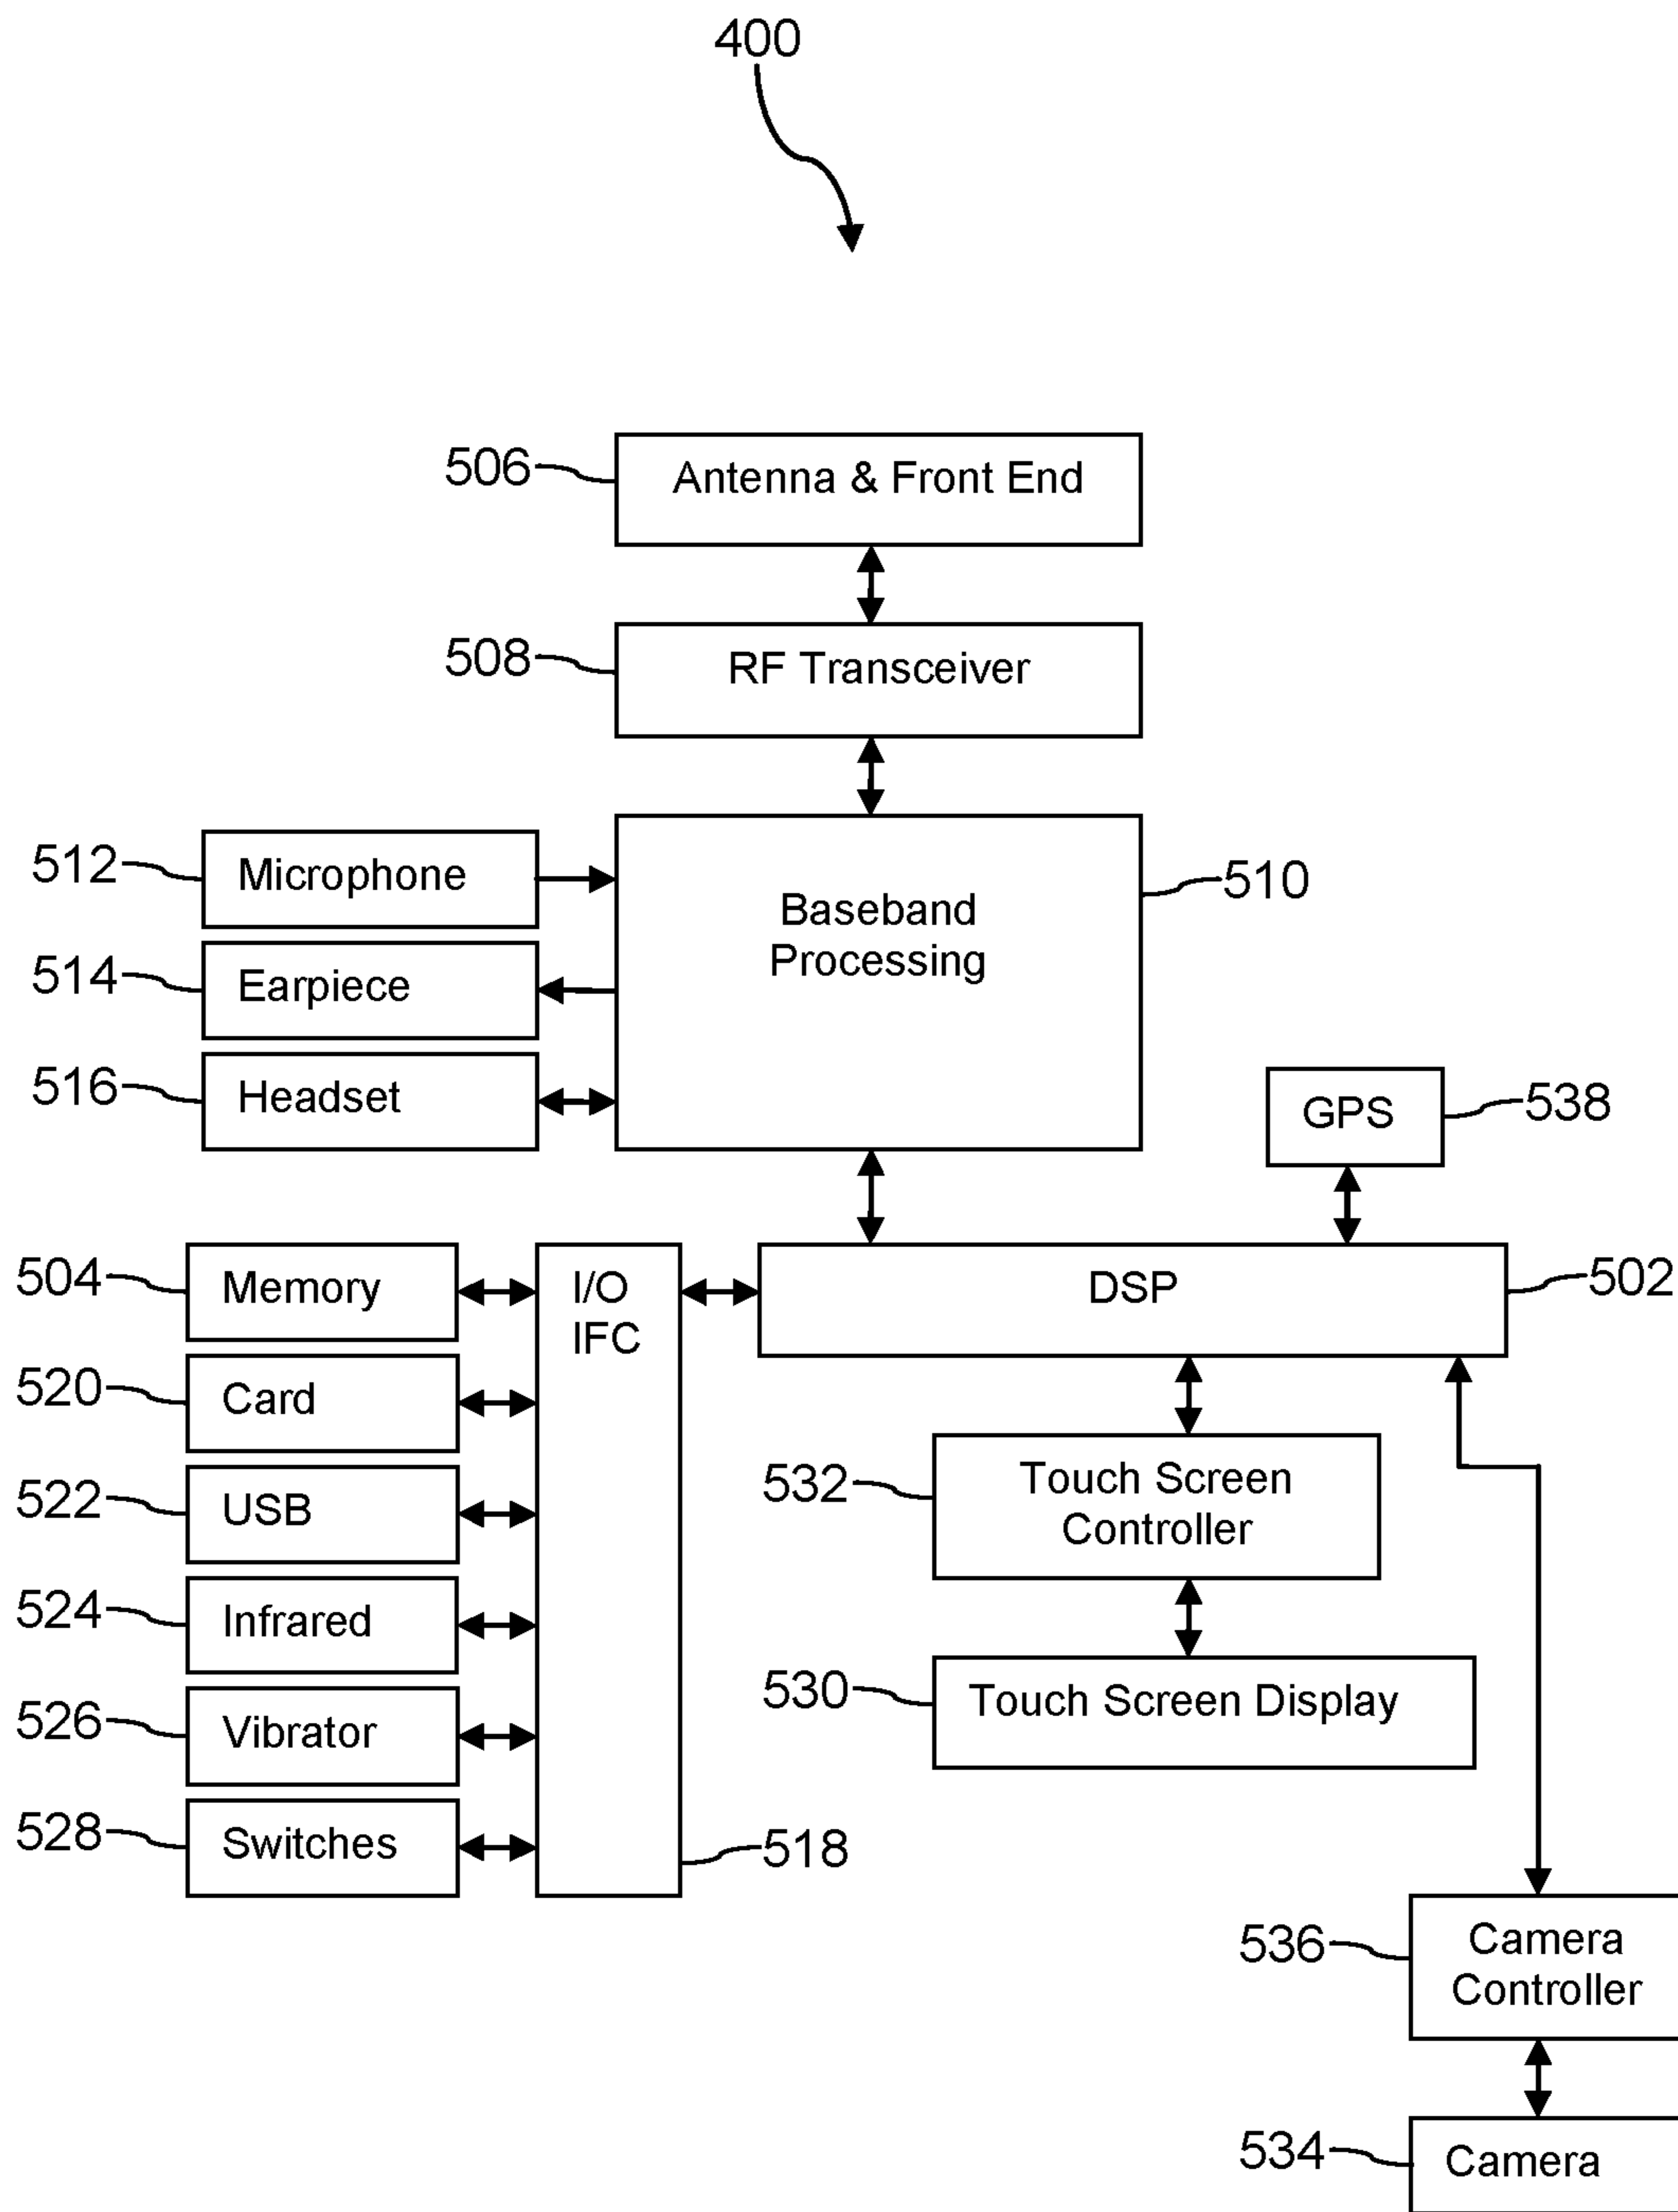 400
506
Antenna & Front End
508
RF Transceiver
512
Microphone
Baseband
Processing
510
514
Earpiece
516
Headset
GPS
538
504
Memory
I/O
IFC
DSP
502
520
Card
522
USB
532
Touch Screen
Controller
524
Infrared
530
Touch Screen Display
526
Vibrator
528
Switches
518
536
Camera
Controller
534
Camera